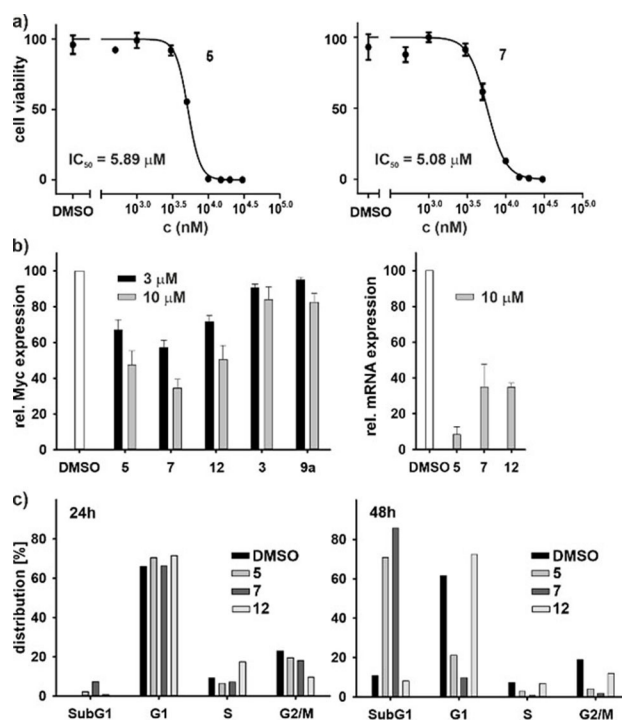 a)
cell viability
100
50
0
5
IC50 = 5.89 µM
DMSO 10^3.0 10^3.5 10^4.0 10^4.5 10^5.0
c (nM)
100
50
0
7
IC50 = 5.08 µM
DMSO 10^3.0 10^3.5 10^4.0 10^4.5 10^5.0
c (nM)
b)
rel. Myc expression
100
80
60
40
20
0
3 µM
10 µM
DMSO 5 7 12 3 9a
rel. mRNA expression
100
80
60
40
20
0
10 µM
DMSO 5 7 12
c)
distribution [%]
24h
80
60
40
20
0
DMSO
5
7
12
SubG1 G1 S G2/M
48h
80
60
40
20
0
DMSO
5
7
12
SubG1 G1 S G2/M